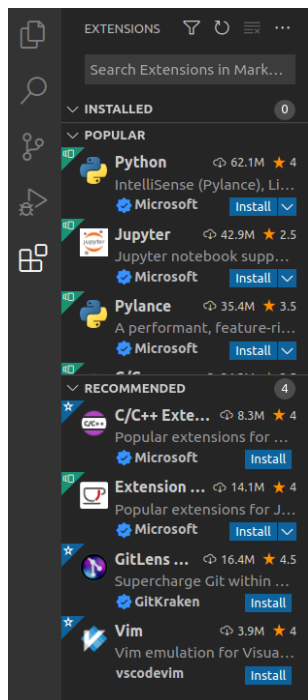 EXTENSIONS
Search Extensions in Mark...
INSTALLED 0
POPULAR
Python 62.1M 4
IntelliSense (Pylance), Li...
Microsoft Install
Jupyter 42.9M 2.5
jupyter
Jupyter notebook supp...
Microsoft Install
Pylance 35.4M 3.5
A performant, feature-ri...
Microsoft Install
RECOMMENDED 4
C/C++ Exte... 8.3M 4
C/C++
Popular extensions for ...
Microsoft Install
Extension ... 14.1M 4
Popular extensions for J...
Microsoft Install
GitLens ... 16.4M 4.5
Supercharge Git within ...
GitKraken Install
Vim 3.9M 4
Vim emulation for Visua...
vscodevim Install